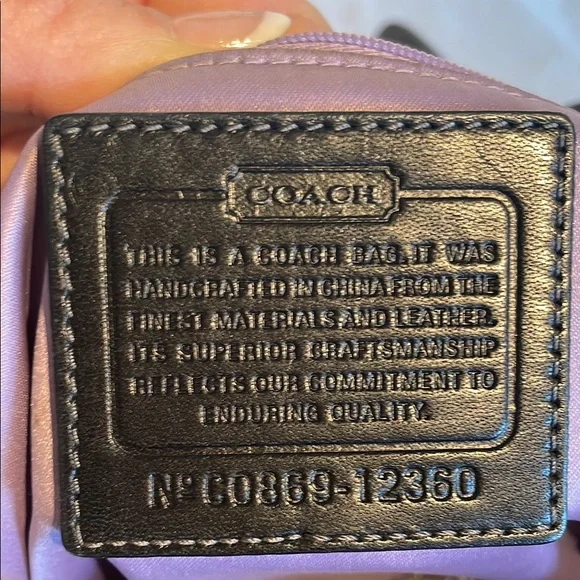 COACH
THIS IS A COACH BAG. IT WAS
HANDCRAFTED IN CHINA FROM THE
FINEST MATERIALS AND LEATHER.
ITS SUPERIOR CRAFTSMANSHIP
REFLECTS OUR COMMITMENT TO
ENDURING QUALITY.
Nº C0869-12360